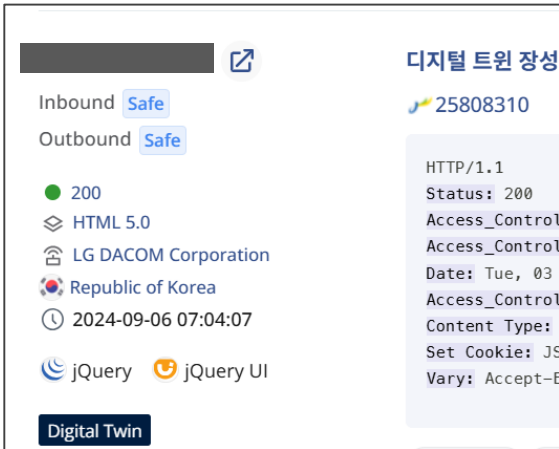 Inbound Safe
Outbound Safe
200
HTML 5.0
LG DACOM Corporation
Republic of Korea
2024-09-06 07:04:07
jQuery jQuery UI
Digital Twin
디지털 트윈 장성
25808310
HTTP/1.1
Status: 200
Access_Control
Access_Control
Date: Tue, 03
Access_Control
Content Type:
Set Cookie: JS
Vary: Accept-E